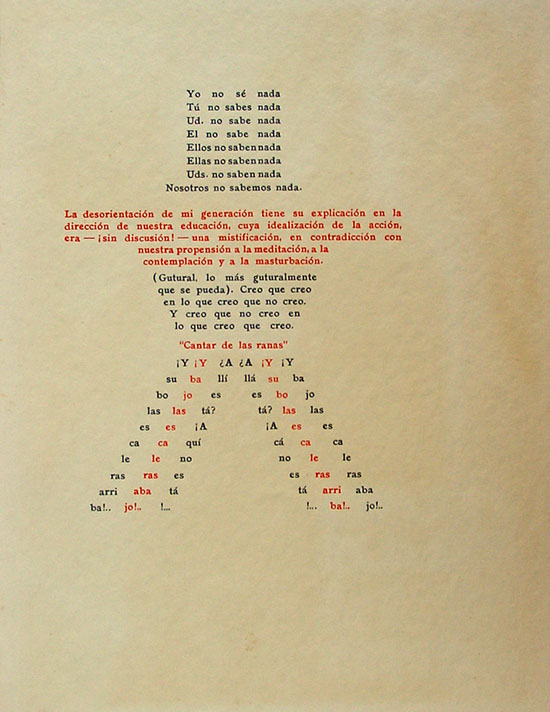 Yo no sé nada
Tú no sabes nada
Ud. no sabe nada
El no sabe nada
Ellos no saben nada
Ellas no saben nada
Uds. no saben nada
Nosotros no sabemos nada.
La desorientación de mi generación tiene su explicación en la
dirección de nuestra educación, cuya idealización de la acción,
era — ¡sin discusión! — una mistificación, en contradicción con
nuestra propensión a la meditación, a la
contemplación y a la masturbación.
(Gutural, lo más guturalmente
que se pueda). Creo que creo
en lo que creo que no creo.
Y creo que no creo en
lo que creo que creo.
"Cantar de las ranas"
¡Y ¡Y ¿A ¿A ¡Y ¡Y
su ba llí llá su ba
bo jo es es bo jo
las las tá? tá? las las
es es ¡A ¡A es es
ca ca quí cá ca ca
le le no no le le
ras ras es es ras ras
arri aba tá tá arri aba
ba!.. jo!.. !... !... ba!.. jo!..